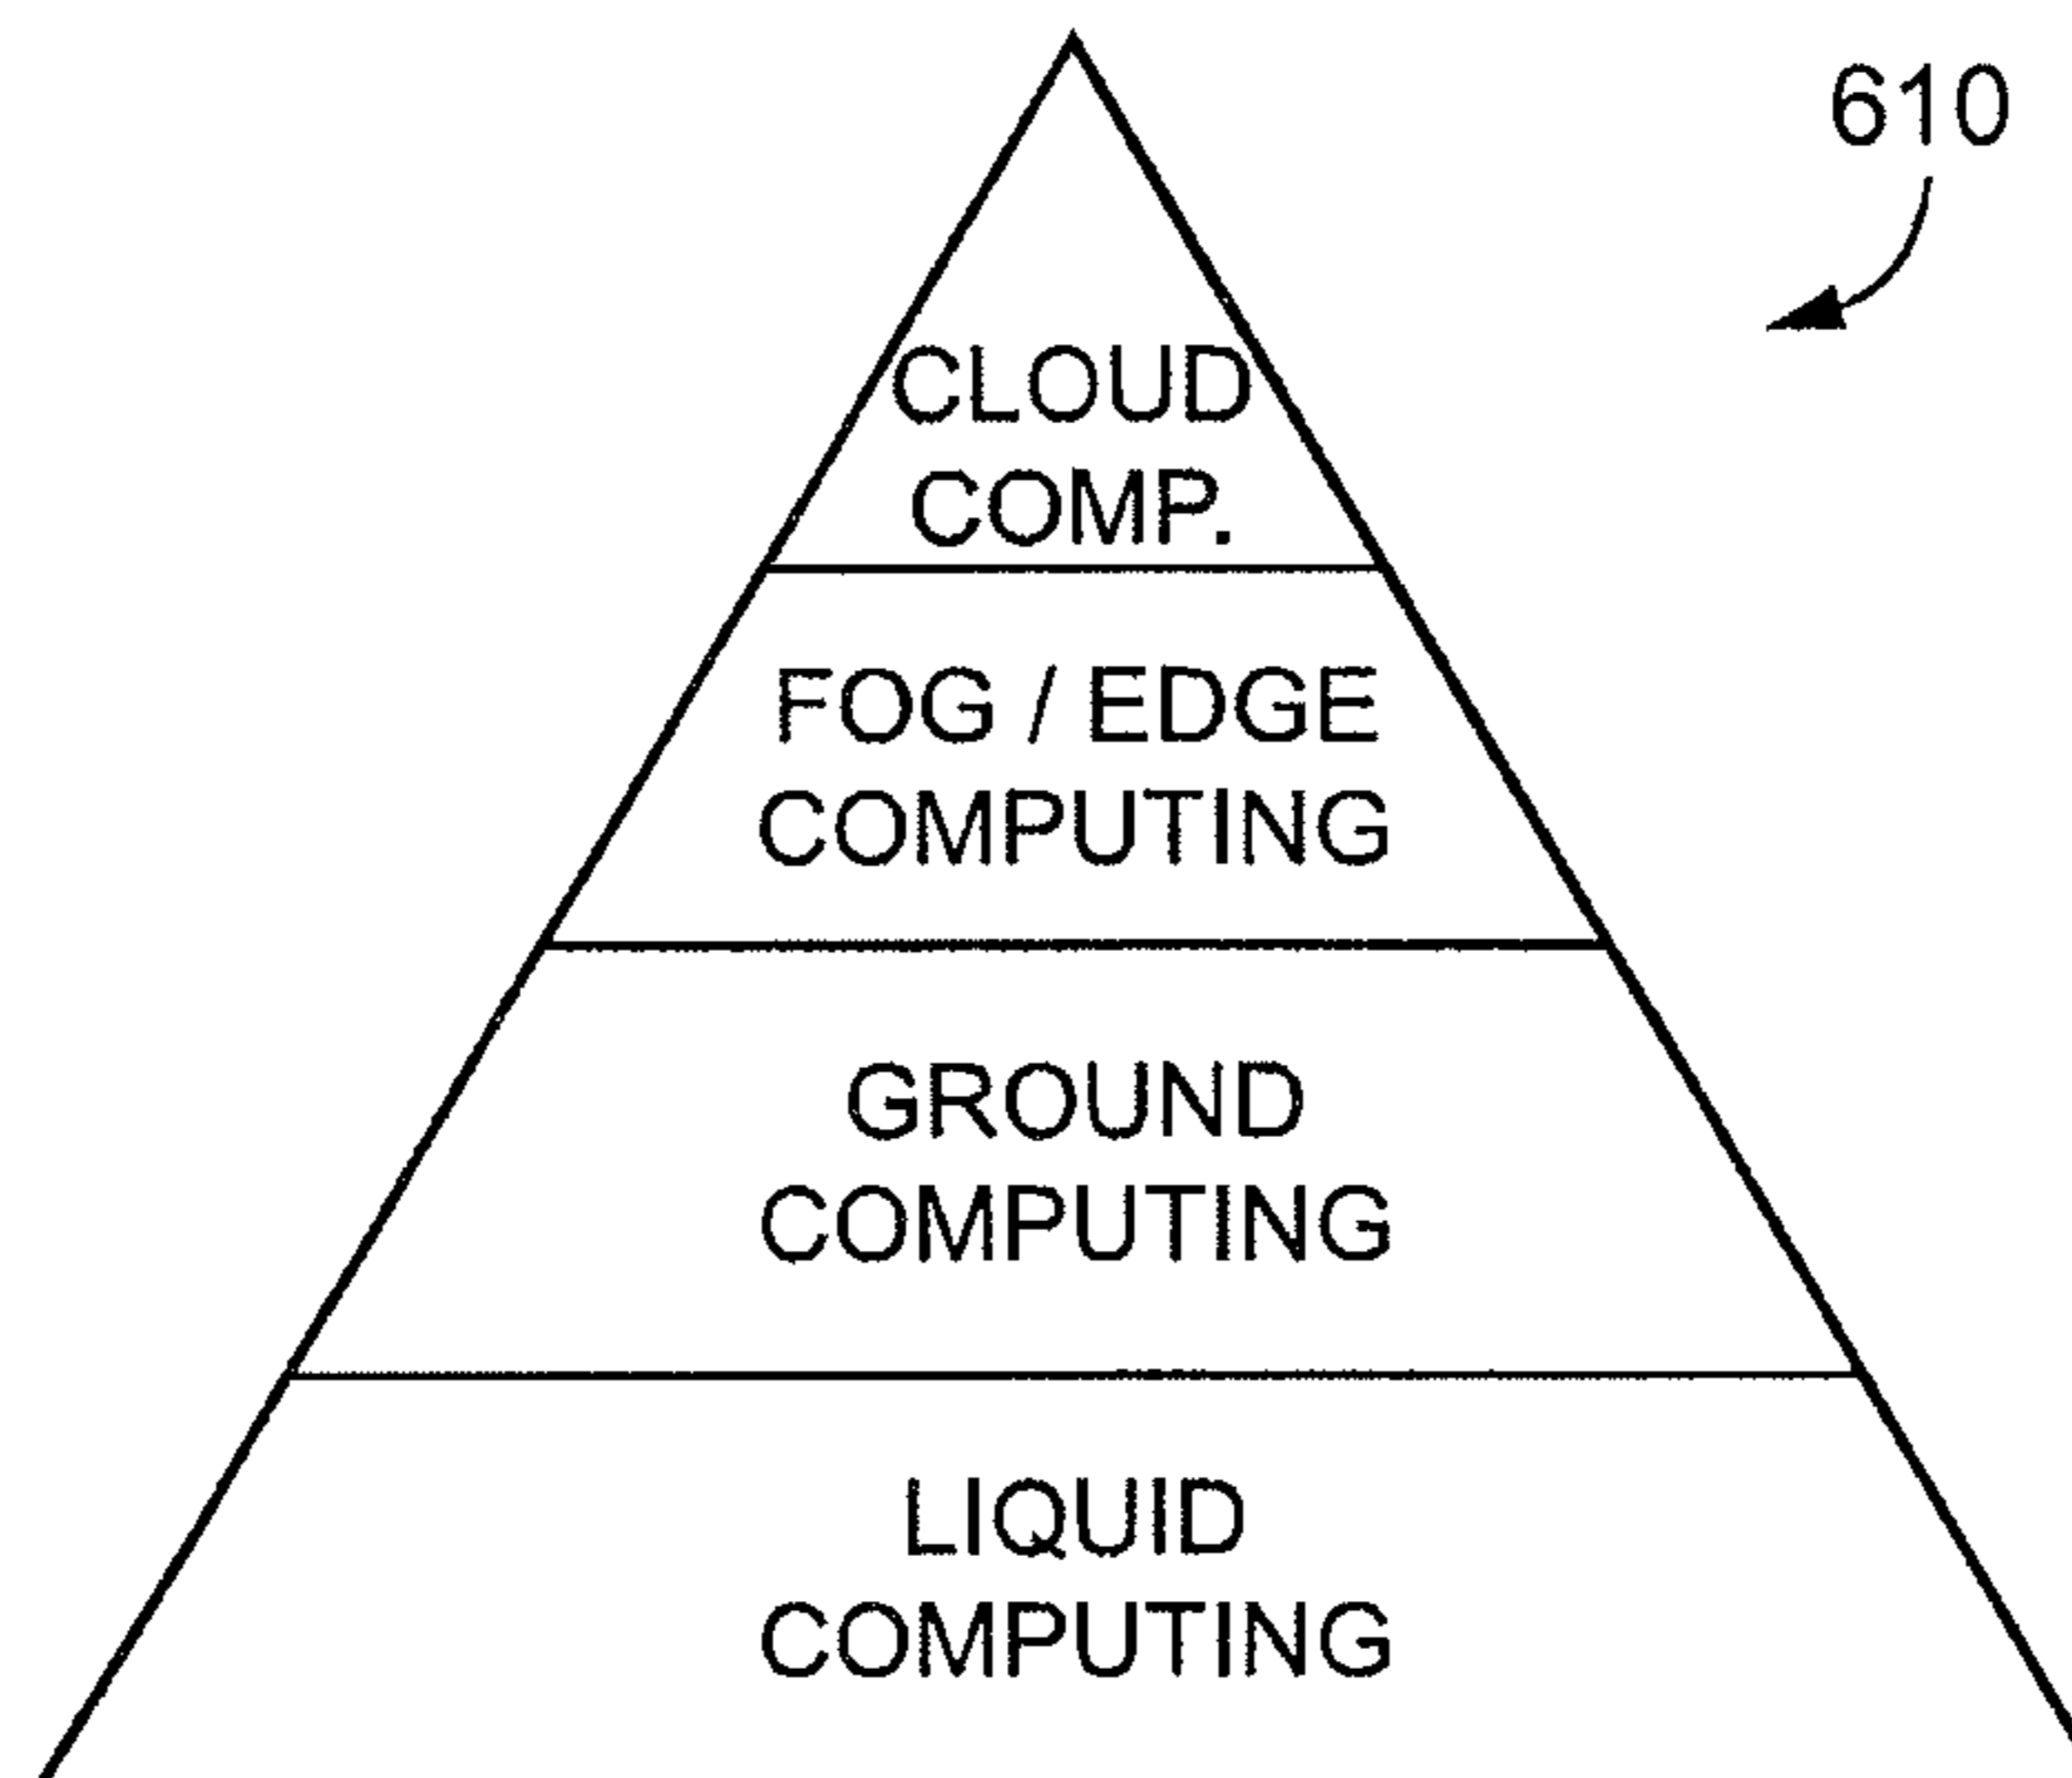 610
CLOUD
COMP.
FOG / EDGE
COMPUTING
GROUND
COMPUTING
LIQUID
COMPUTING